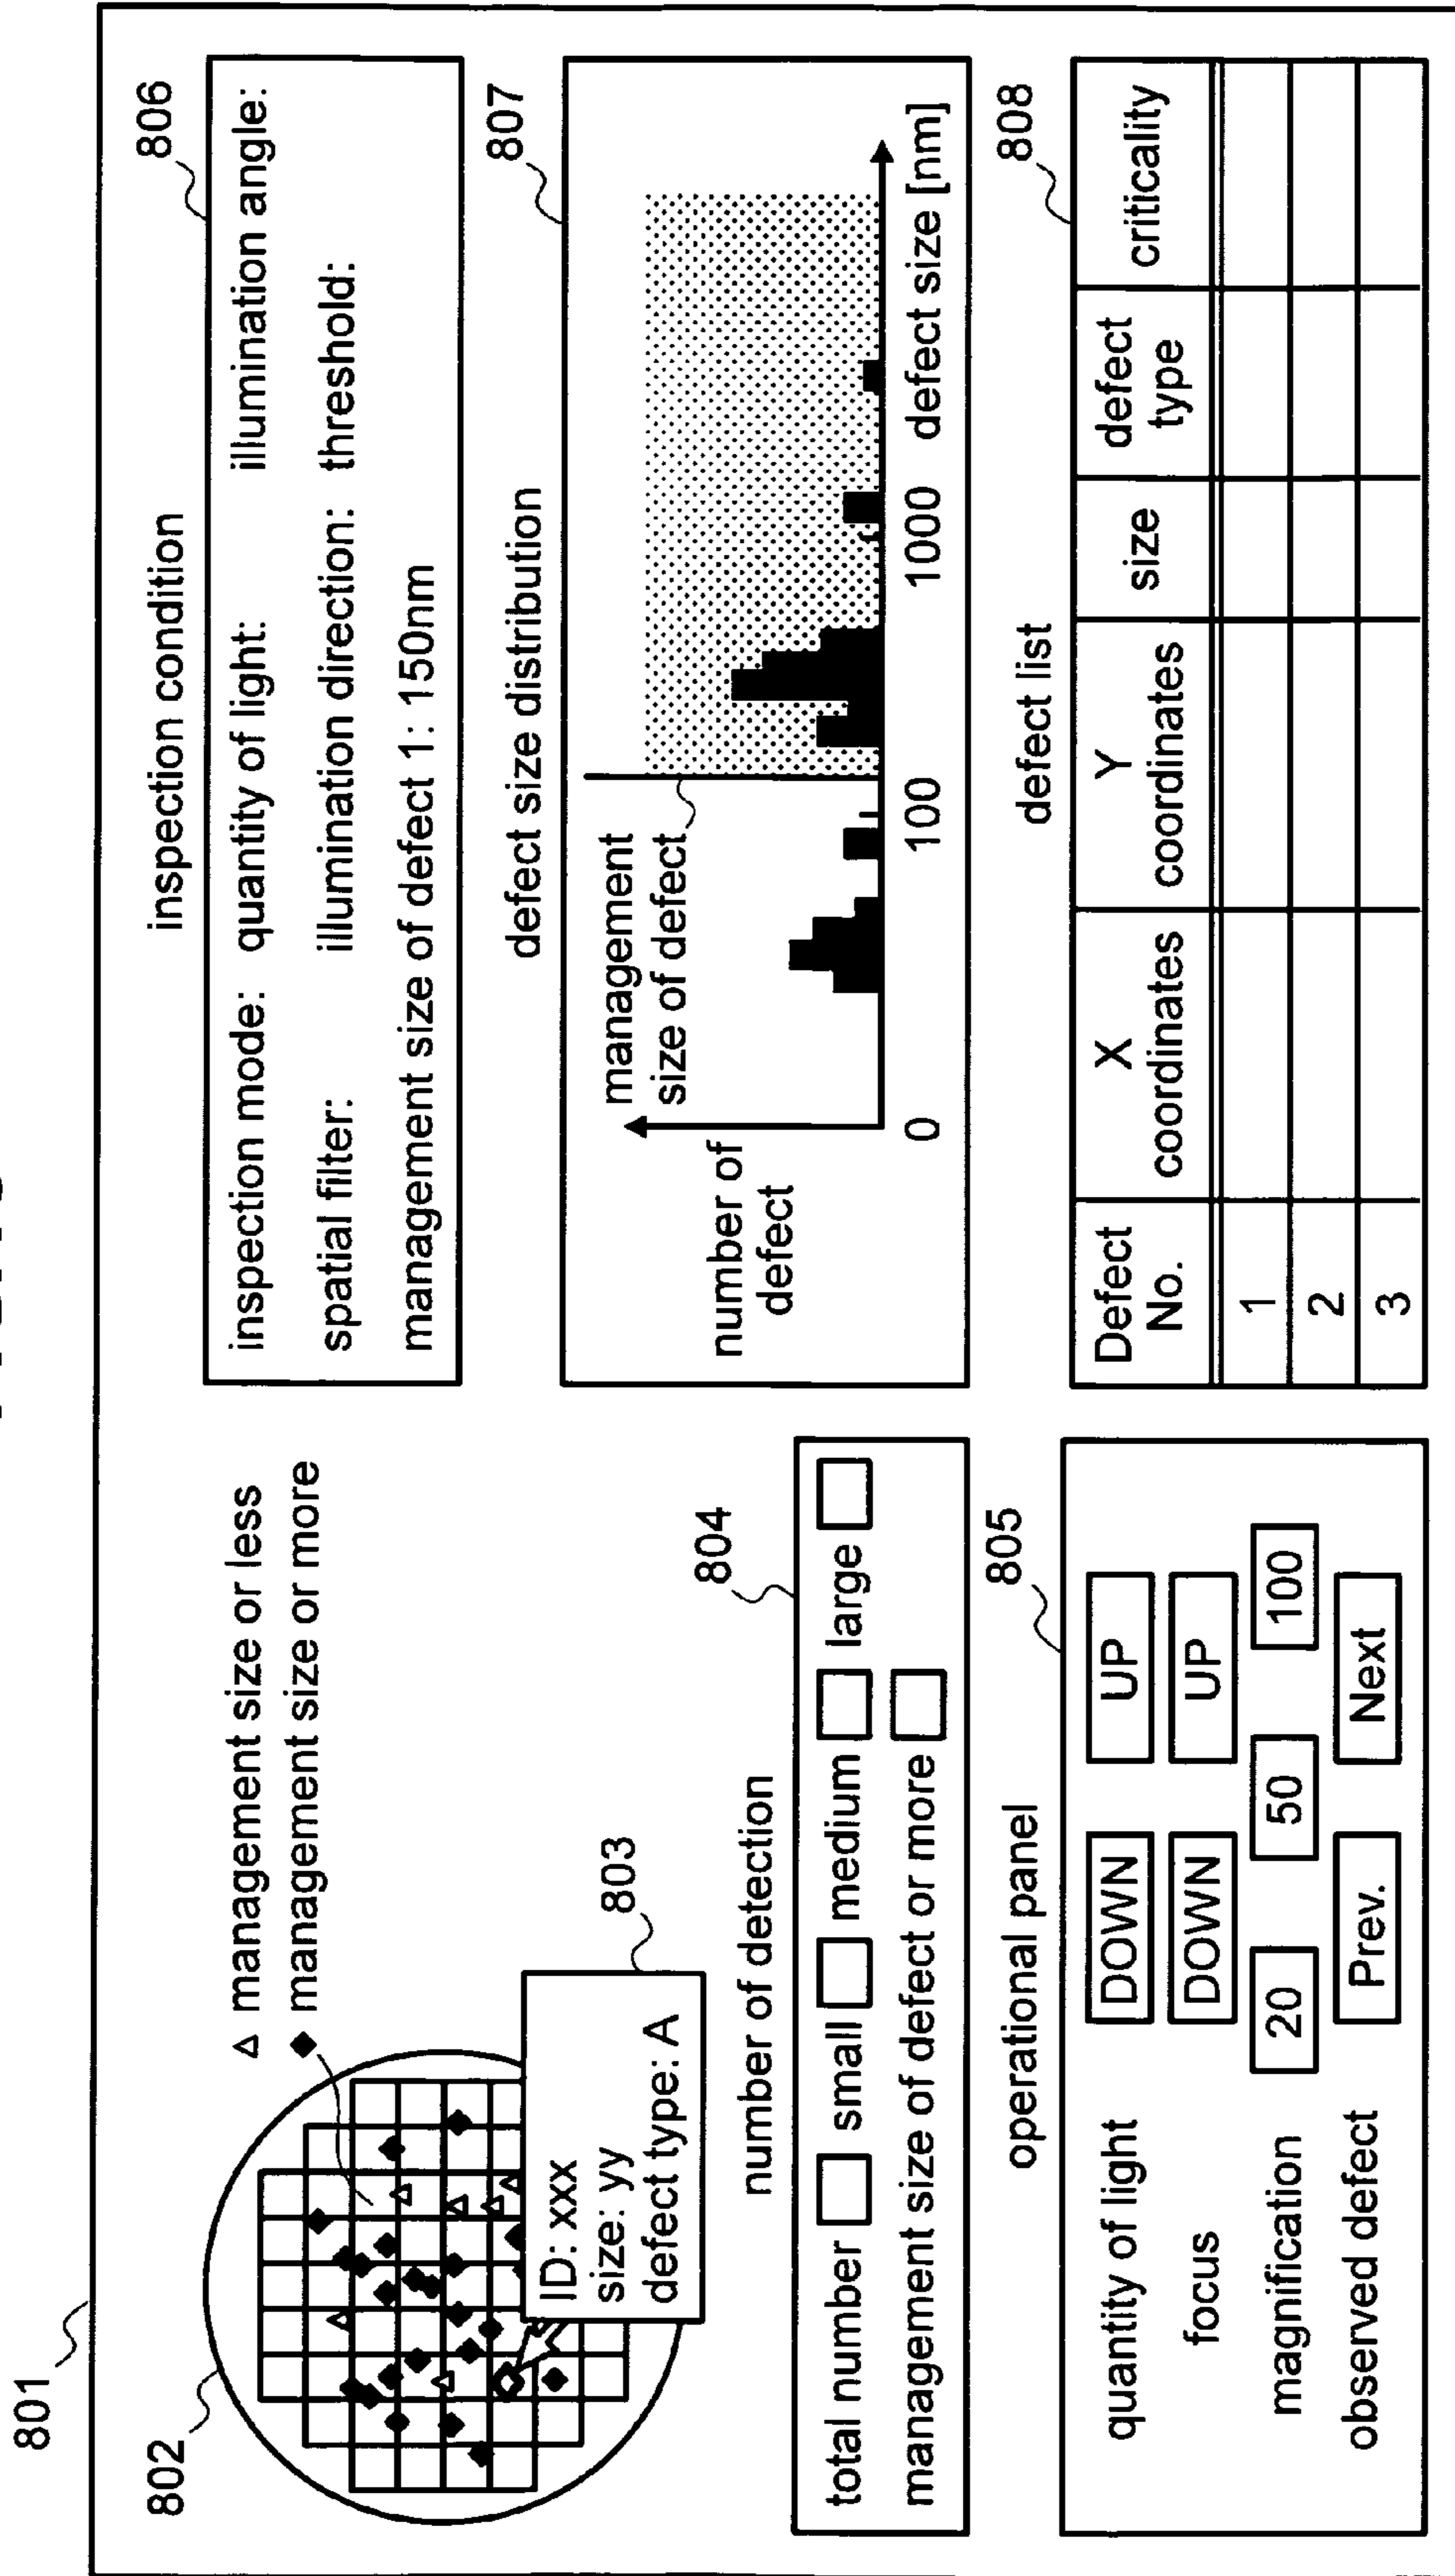 801
802
△ management size or less
◆ management size or more
803
ID: xxx
size: yy
defect type: A
number of detection
804
total number small medium large
management size of defect or more
operational panel
805
quantity of light DOWN UP
focus DOWN UP
magnification 20 50 100
observed defect Prev. Next
inspection condition
806
inspection mode: quantity of light: illumination angle:
spatial filter: illumination direction: threshold:
management size of defect 1: 150nm
defect size distribution
807
management
size of defect
number of
defect
0 100 1000 defect size [nm]
defect list
808
Defect No. X coordinates Y coordinates size defect type criticality
1
2
3